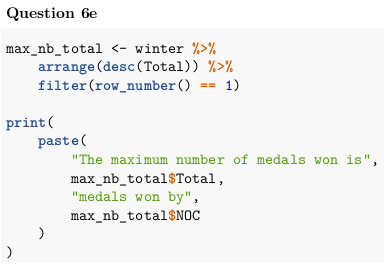 Question 6e
max_nb_total <- winter %>%
    arrange(desc(Total)) %>%
    filter(row_number() == 1)
print(
    paste(
        "The maximum number of medals won is",
        max_nb_total$Total,
        "medals won by",
        max_nb_total$NOC
    )
)